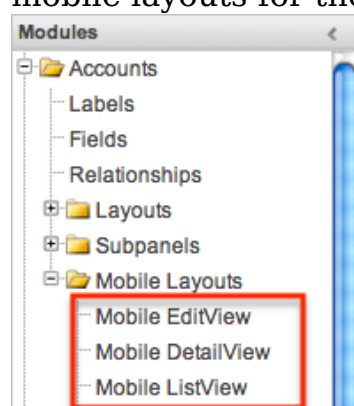 mobile layouts for the
Modules
Accounts
Labels
Fields
Relationships
Layouts
Subpanels
Mobile Layouts
Mobile EditView
Mobile DetailView
Mobile ListView